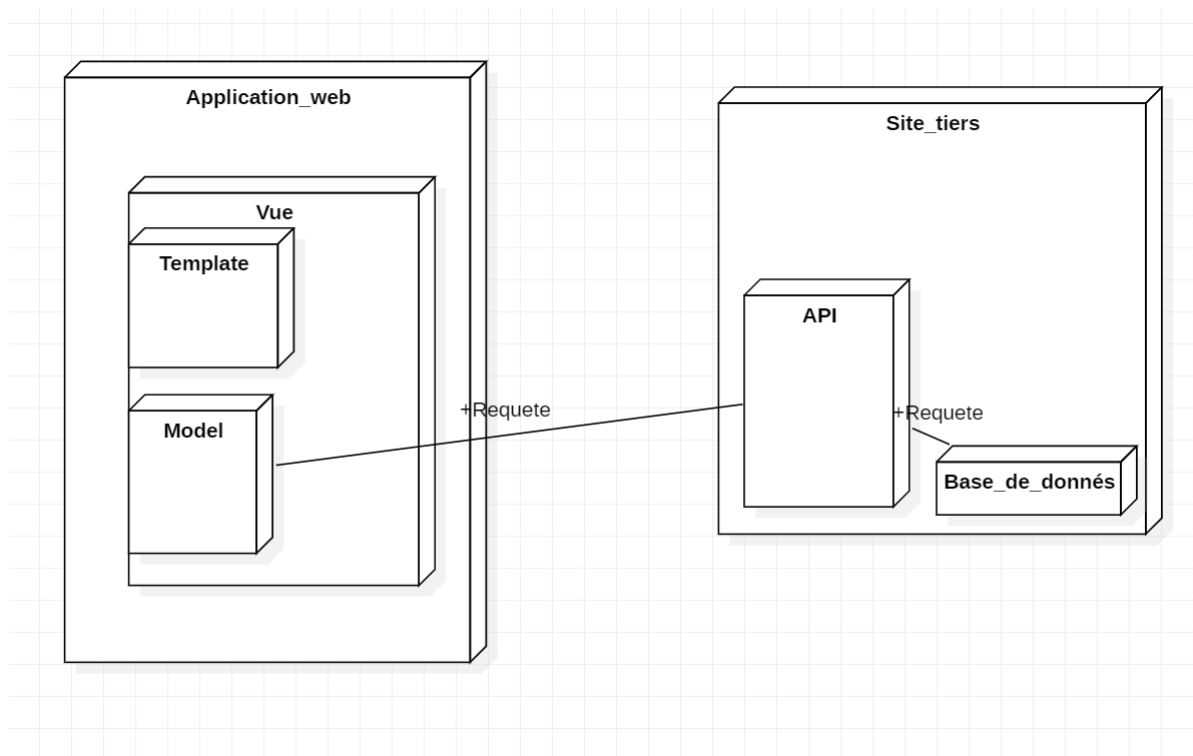 Application_web
Vue
Template
Model
+Requete
Site_tiers
API
+Requete
Base_de_donnés